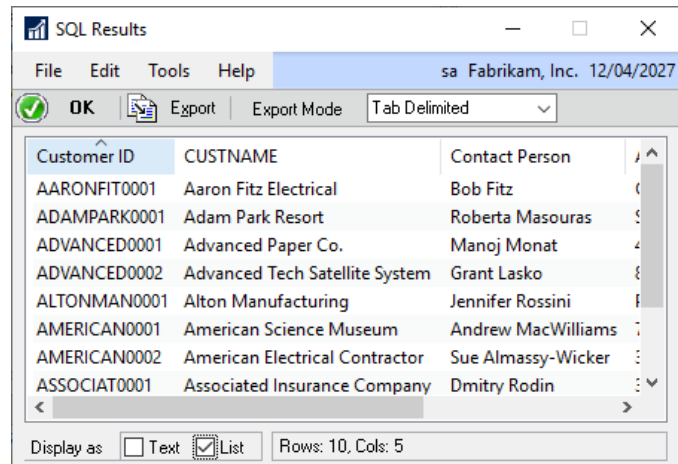 SQL Results
File Edit Tools Help sa Fabrikam, Inc. 12/04/2027
OK Export Export Mode Tab Delimited
Customer ID CUSTNAME Contact Person
AARONFIT0001 Aaron Fitz Electrical Bob Fitz
ADAMPARK0001 Adam Park Resort Roberta Masouras
ADVANCED0001 Advanced Paper Co. Manoj Monat
ADVANCED0002 Advanced Tech Satellite System Grant Lasko
ALTONMAN0001 Alton Manufacturing Jennifer Rossini
AMERICAN0001 American Science Museum Andrew MacWilliams
AMERICAN0002 American Electrical Contractor Sue Almassy-Wicker
ASSOCIAT0001 Associated Insurance Company Dmitry Rodin
Display as Text List Rows: 10, Cols: 5